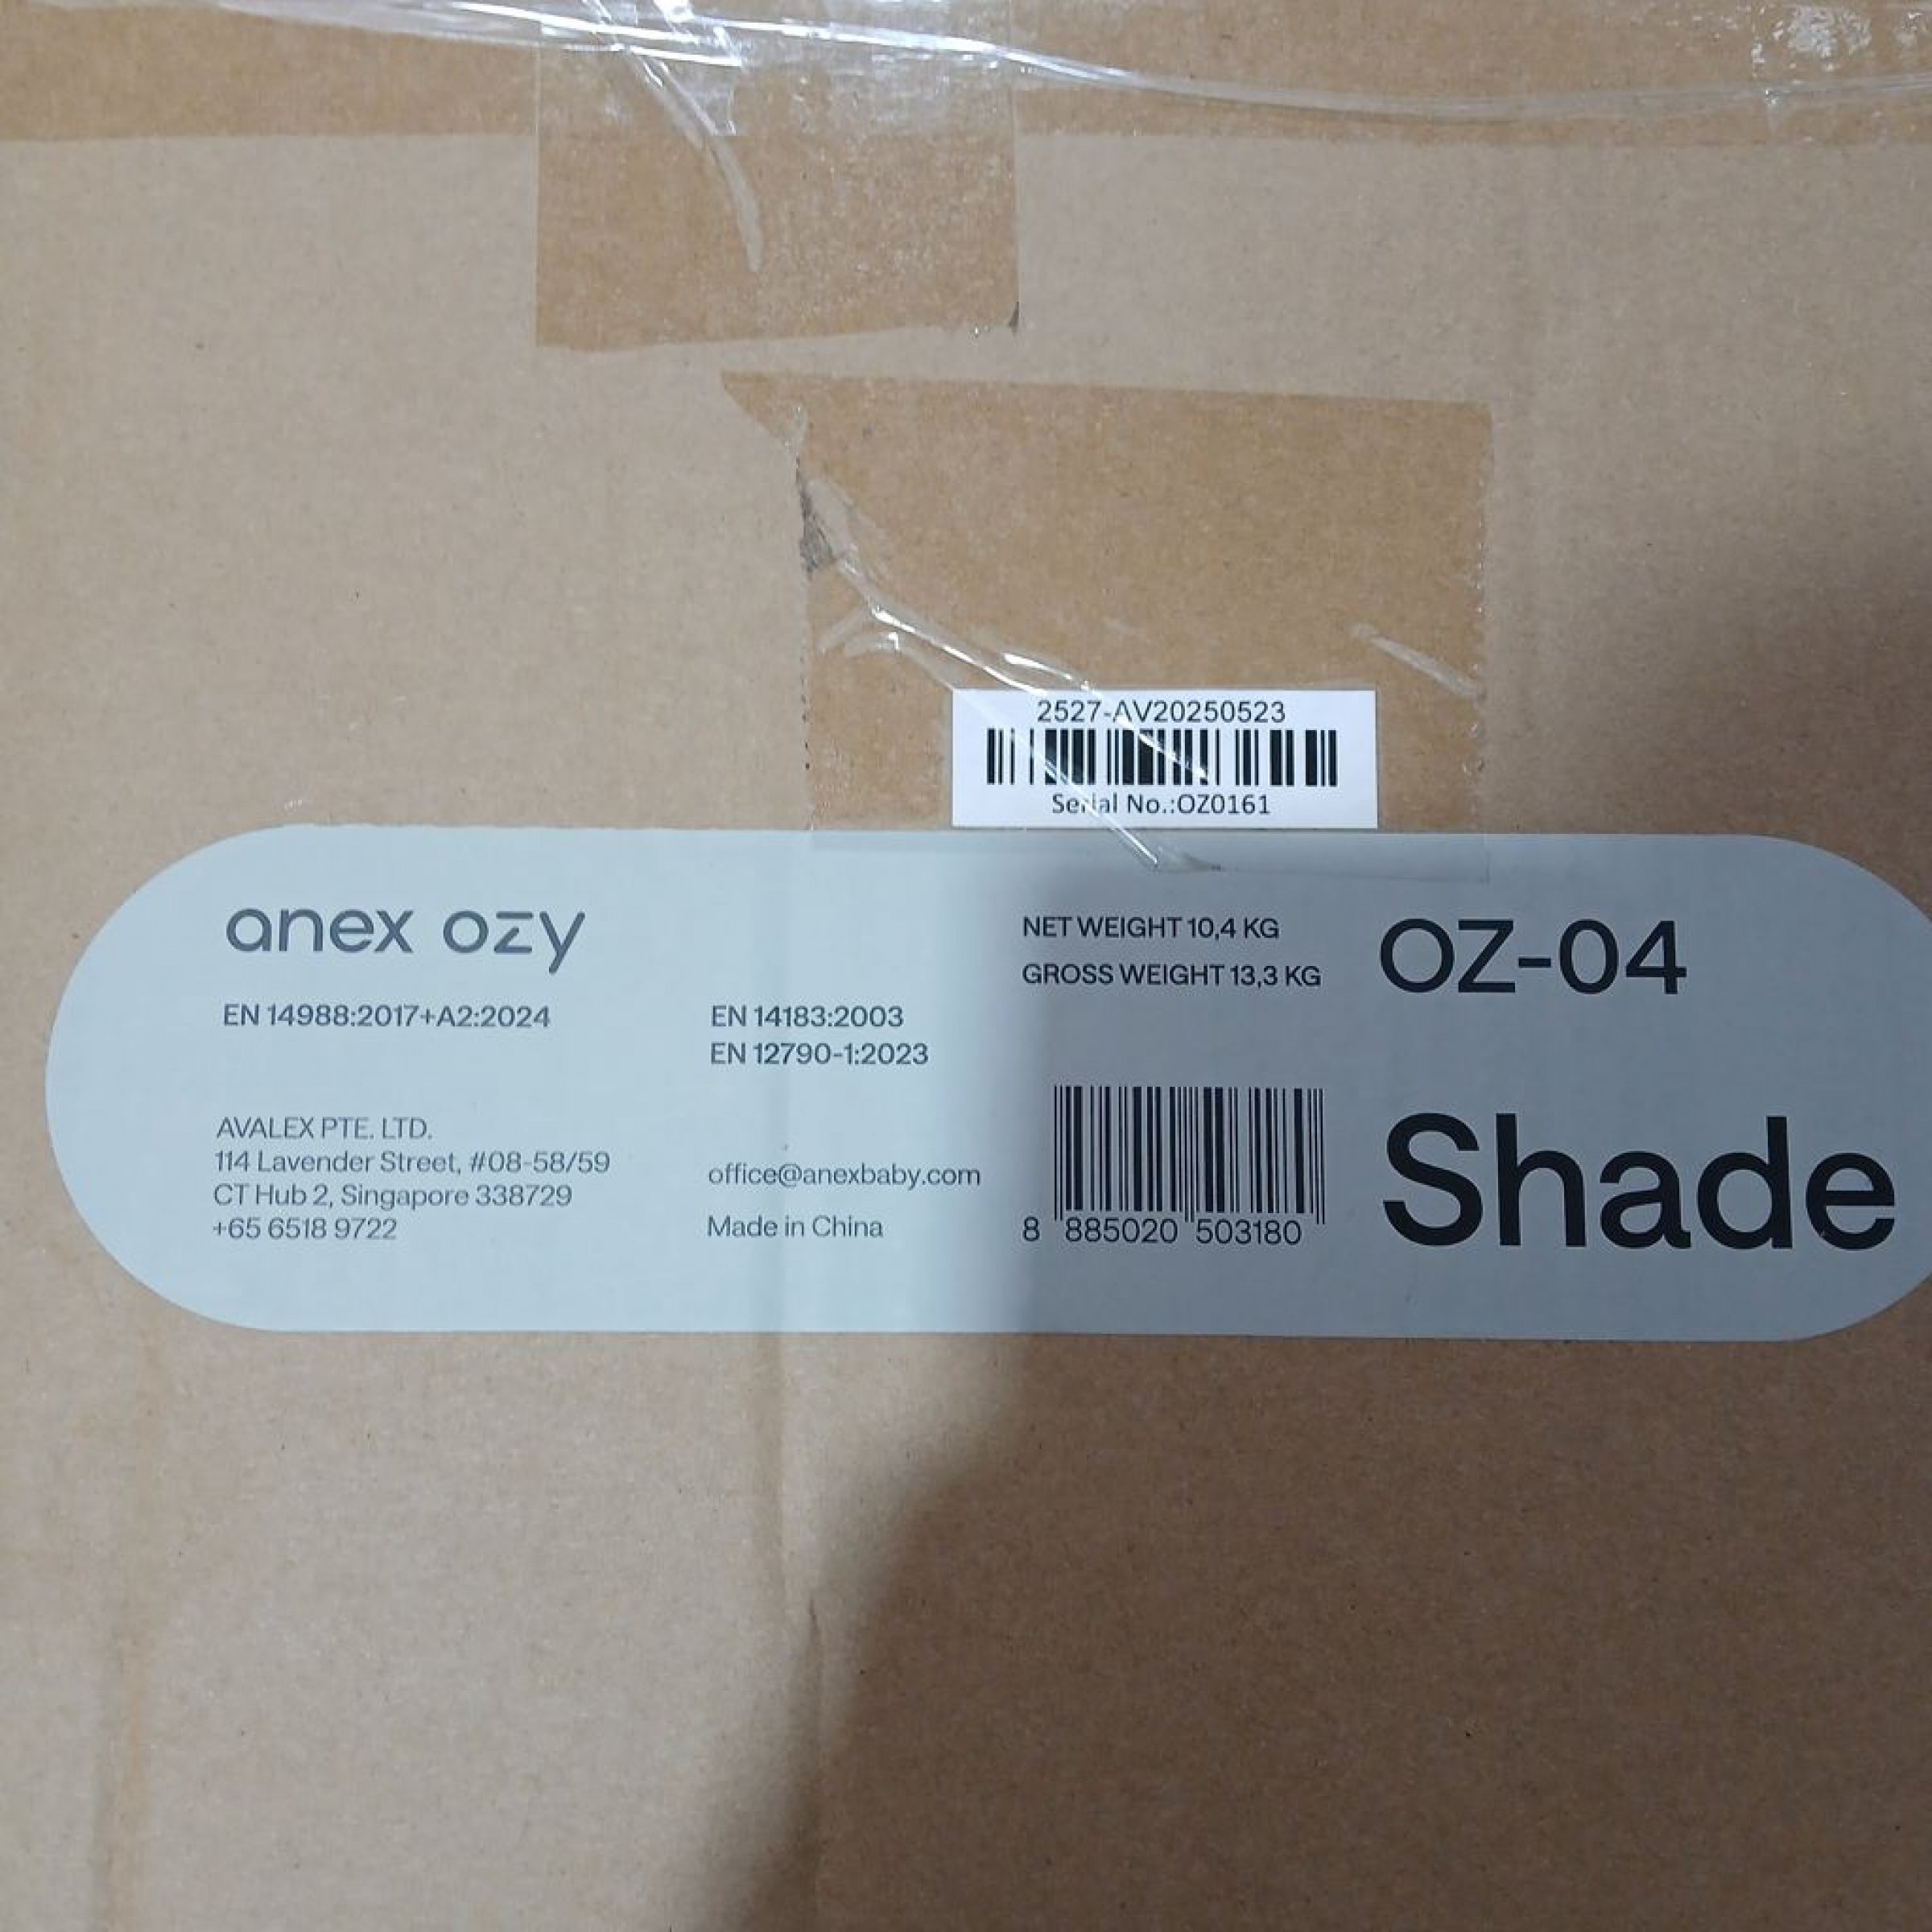 2527-AV20250523
Serial No.:OZ0161
anex ozy
EN 14988:2017+A2:2024
EN 14183:2003
EN 12790-1:2023
AVALEX PTE. LTD.
114 Lavender Street, #08-58/59
CT Hub 2, Singapore 338729
+65 6518 9722
office@anexbaby.com
Made in China
NET WEIGHT 10,4 KG
GROSS WEIGHT 13,3 KG
8 885020 503180
OZ-04
Shade